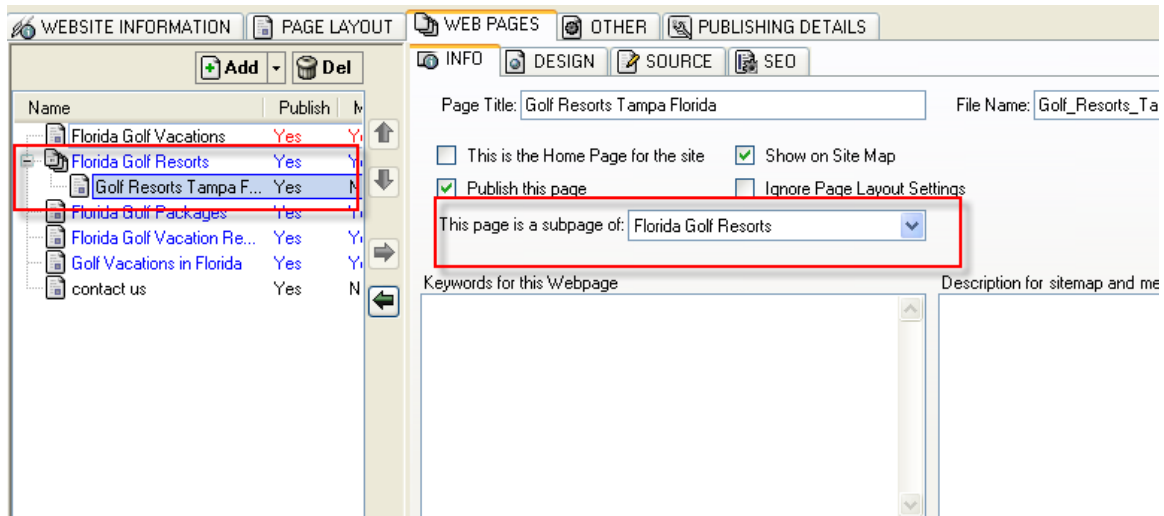 WEBSITE INFORMATION PAGE LAYOUT WEB PAGES OTHER PUBLISHING DETAILS
Add Del
INFO DESIGN SOURCE SEO
Name Publish
Page Title: Golf Resorts Tampa Florida File Name: Golf_Resorts_Ta
Florida Golf Vacations Yes
Florida Golf Resorts Yes
This is the Home Page for the site Show on Site Map
Golf Resorts Tampa F... Yes
Publish this page Ignore Page Layout Settings
Florida Golf Packages Yes
This page is a subpage of: Florida Golf Resorts
Florida Golf Vacation Re... Yes
Golf Vacations in Florida Yes
contact us Yes N
Keywords for this Webpage Description for sitemap and me